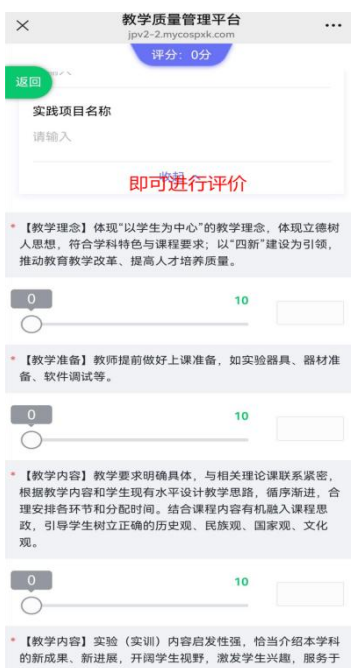 教学质量管理平台
jpv2-2.mycospxk.com
评分：0分
返回
实践项目名称
请输入
即可进行评价
* 【教学理念】体现“以学生为中心”的教学理念，体现立德树
人思想，符合学科特色与课程要求；以“四新”建设为引领，
推动教育教学改革、提高人才培养质量。
0
10
* 【教学准备】教师提前做好上课准备，如实验器具、器材准
备、软件调试等。
0
10
* 【教学内容】教学要求明确具体，与相关理论课联系紧密，
根据教学内容和学生现有水平设计教学思路，循序渐进，合
理安排各环节和分配时间。结合课程内容有机融入课程思
政，引导学生树立正确的历史观、民族观、国家观、文化
观。
0
10
* 【教学内容】实验（实训）内容启发性强，恰当介绍本学科
的新成果、新进展，开阔学生视野，激发学生兴趣，服务于